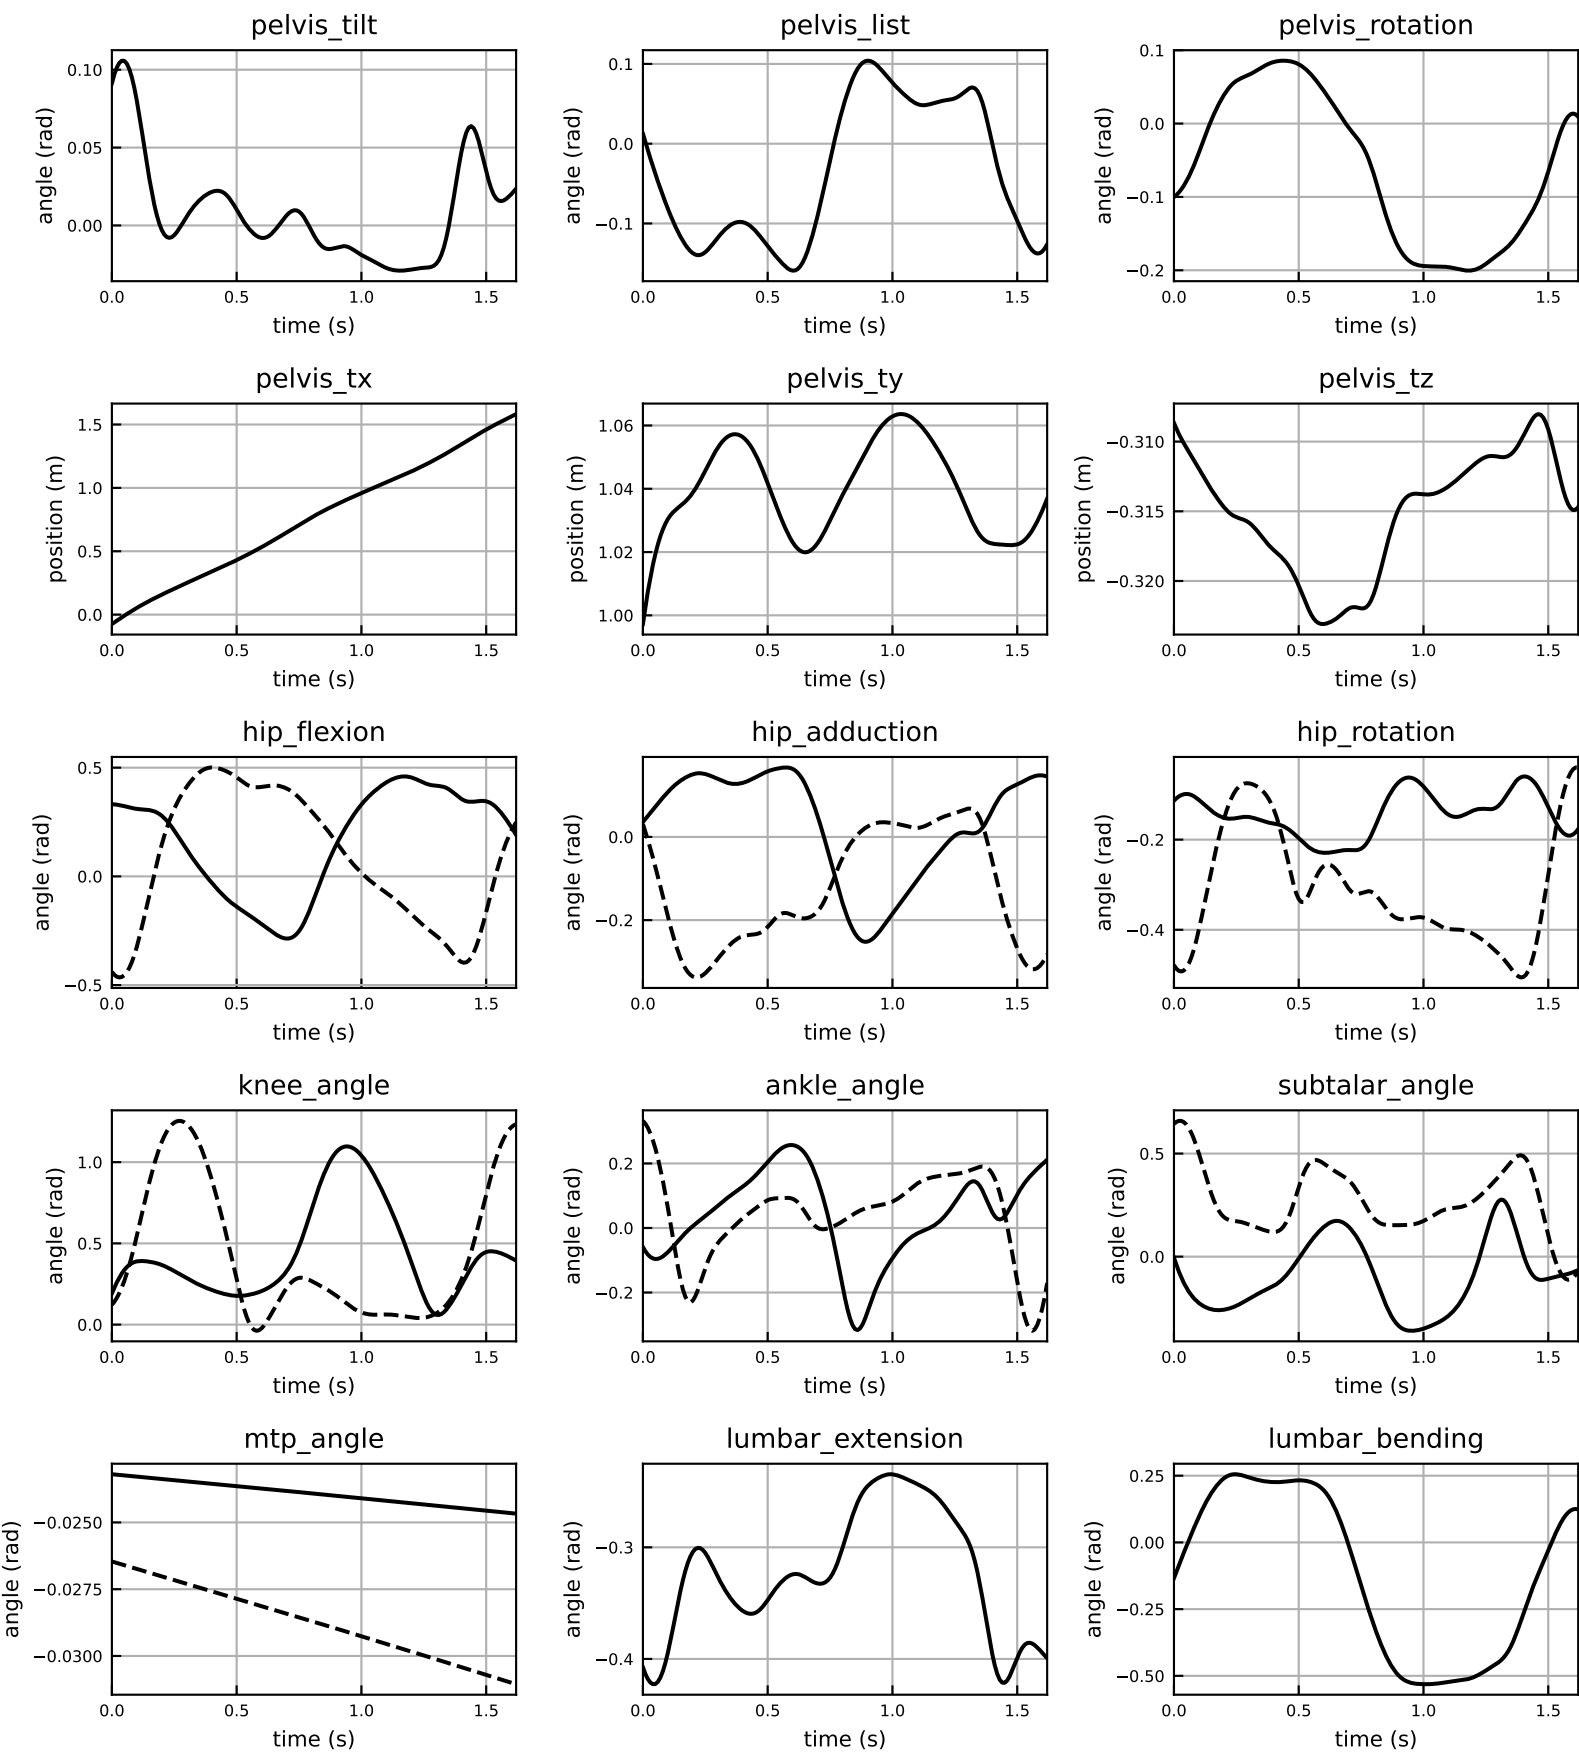 pelvis_tilt
angle (rad)
0.10
0.05
0.00
0.0 0.5 1.0 1.5
time (s)
pelvis_list
angle (rad)
0.1
0.0
−0.1
0.0 0.5 1.0 1.5
time (s)
pelvis_rotation
angle (rad)
0.1
0.0
−0.1
−0.2
0.0 0.5 1.0 1.5
time (s)
pelvis_tx
position (m)
1.5
1.0
0.5
0.0
0.0 0.5 1.0 1.5
time (s)
pelvis_ty
position (m)
1.06
1.04
1.02
1.00
0.0 0.5 1.0 1.5
time (s)
pelvis_tz
position (m)
−0.310
−0.315
−0.320
0.0 0.5 1.0 1.5
time (s)
hip_flexion
angle (rad)
0.5
0.0
−0.5
0.0 0.5 1.0 1.5
time (s)
hip_adduction
angle (rad)
0.0
−0.2
0.0 0.5 1.0 1.5
time (s)
hip_rotation
angle (rad)
−0.2
−0.4
0.0 0.5 1.0 1.5
time (s)
knee_angle
angle (rad)
1.0
0.5
0.0
0.0 0.5 1.0 1.5
time (s)
ankle_angle
angle (rad)
0.2
0.0
−0.2
0.0 0.5 1.0 1.5
time (s)
subtalar_angle
angle (rad)
0.5
0.0
0.0 0.5 1.0 1.5
time (s)
mtp_angle
angle (rad)
−0.0250
−0.0275
−0.0300
0.0 0.5 1.0 1.5
time (s)
lumbar_extension
angle (rad)
−0.3
−0.4
0.0 0.5 1.0 1.5
time (s)
lumbar_bending
angle (rad)
0.25
0.00
−0.25
−0.50
0.0 0.5 1.0 1.5
time (s)